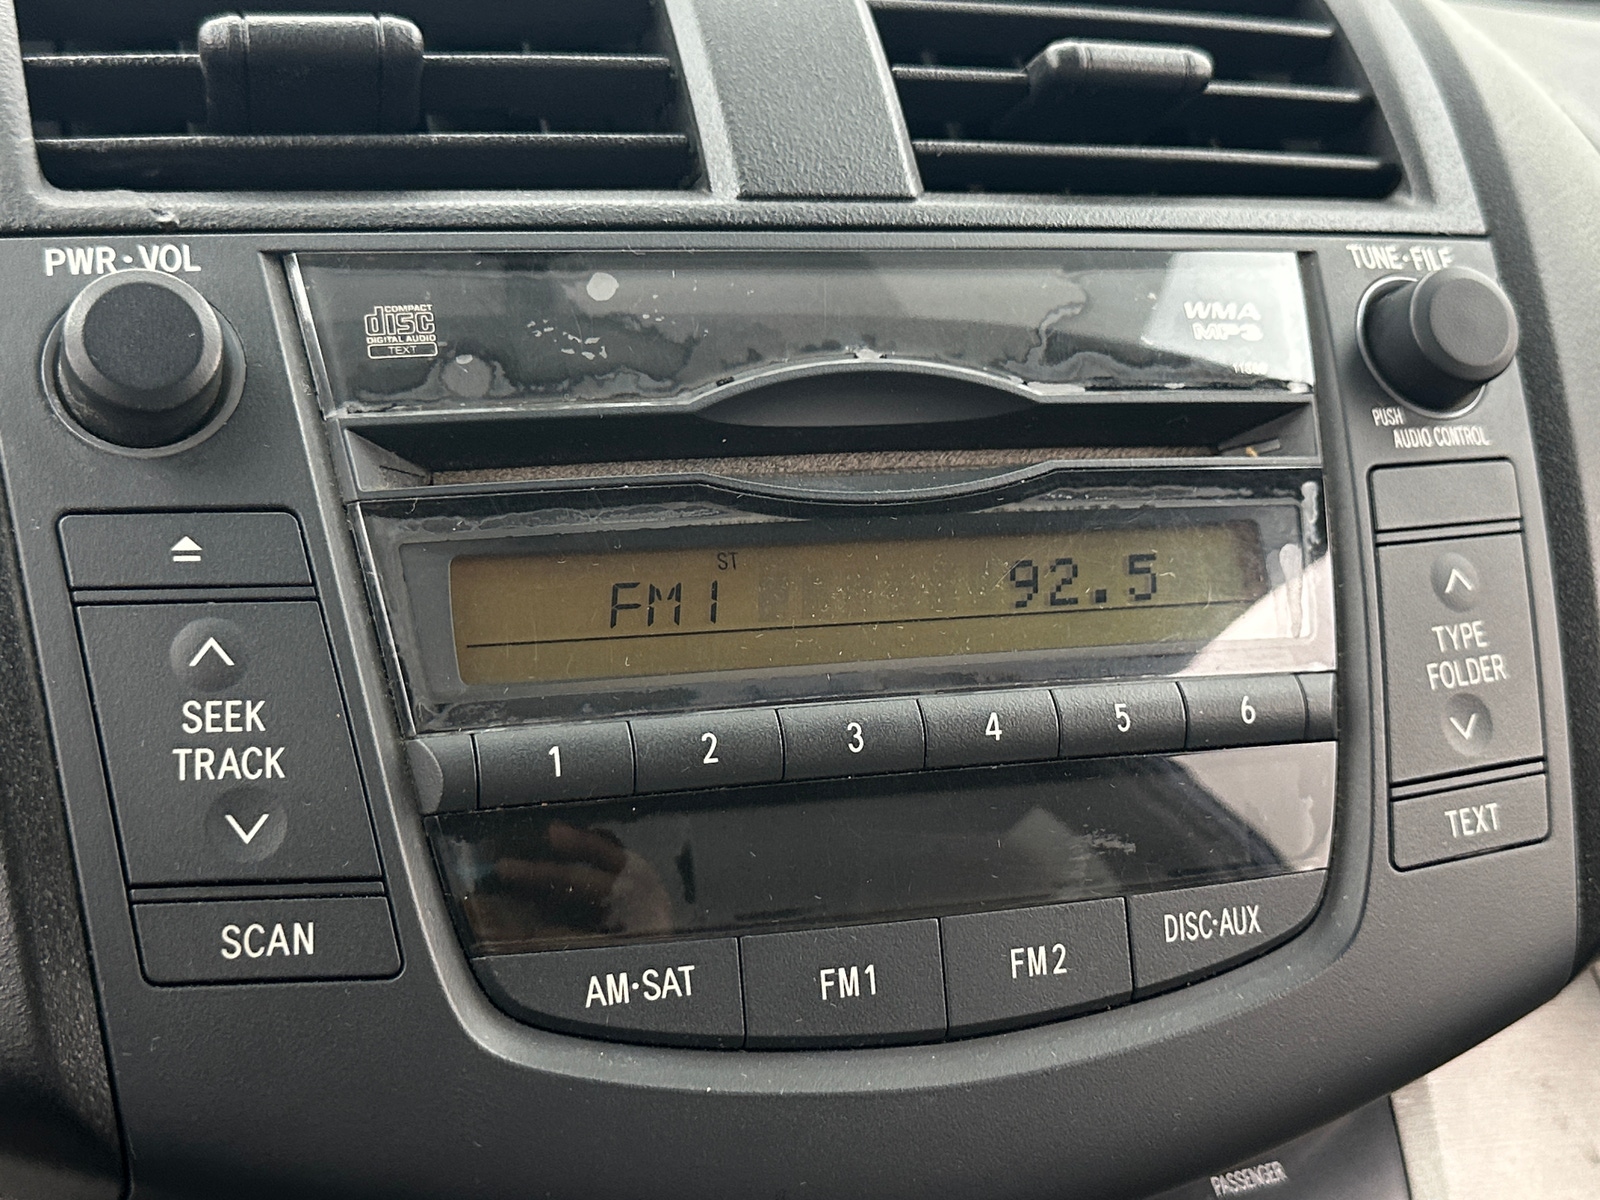 PWR•VOL
COMPACT
disc
DIGITAL AUDIO
TEXT
WMA
MP3
TUNE•FILE
PUSH
AUDIO CONTROL
ST
FM1 92.5
SEEK
TRACK
TYPE
FOLDER
1 2 3 4 5 6
TEXT
SCAN
AM•SAT FM1 FM2 DISC•AUX
PASSENGER